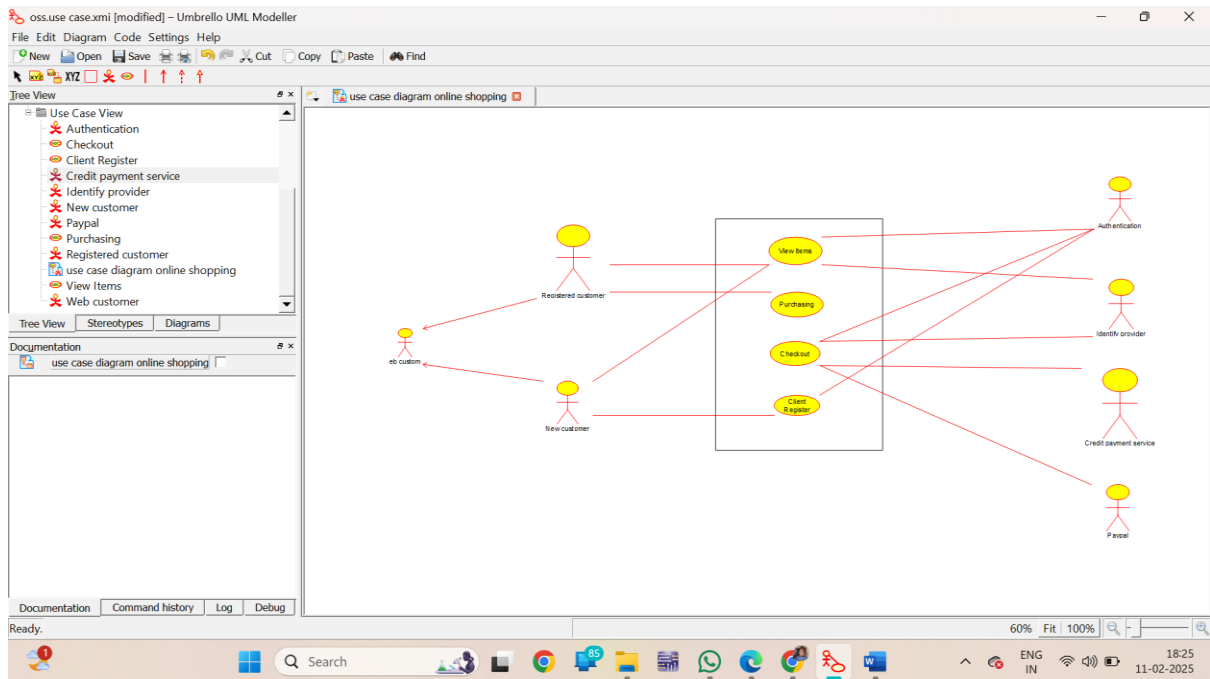 oss.use case.xmi [modified] – Umbrello UML Modeller
File Edit Diagram Code Settings Help
New Open Save Cut Copy Paste Find
XYZ
Tree View
use case diagram online shopping
Use Case View
Authentication
Checkout
Client Register
Credit payment service
Identify provider
New customer
Paypal
Purchasing
Registered customer
use case diagram online shopping
View Items
Web customer
Tree View Stereotypes Diagrams
Documentation
use case diagram online shopping
Documentation Command history Log Debug
Registered customer
eb custom
New customer
View Items
Purchasing
Checkout
Client
Register
Authentication
Identify provider
Credit payment service
Paypal
Ready.
60% Fit 100%
1
Search
85
ENG
IN
18:25
11-02-2025